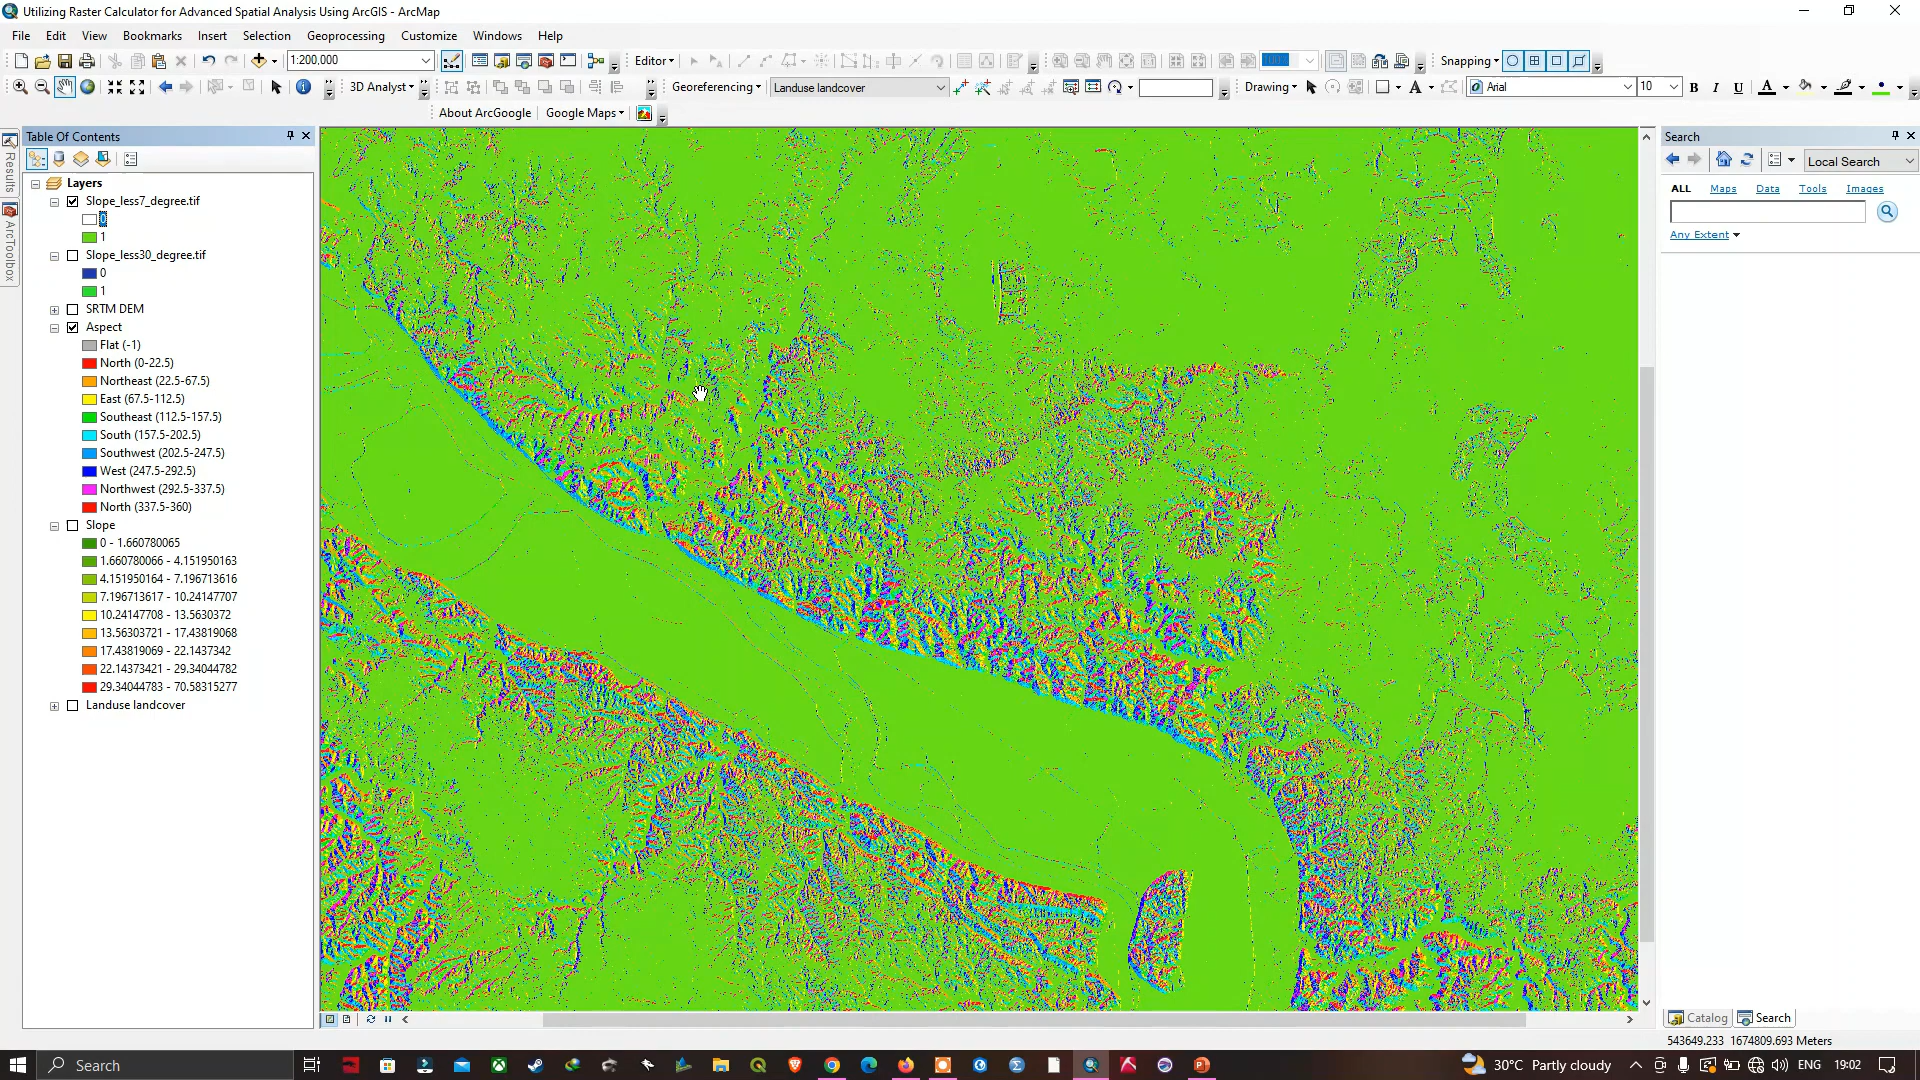 Utilizing Raster Calculator for Advanced Spatial Analysis Using ArcGIS - ArcMap
File Edit View Bookmarks Insert Selection Geoprocessing Customize Windows Help
1:200,000 Editor 100% Snapping
3D Analyst Georeferencing Landuse landcover Drawing A Arial 10 B I U A
About ArcGoogle Google Maps
Table Of Contents
Search
Results
ArcToolbox
Local Search
ALL Maps Data Tools Images
Any Extent
Layers
Slope_less7_degree.tif
0
1
Slope_less30_degree.tif
0
1
SRTM DEM
Aspect
Flat (-1)
North (0-22.5)
Northeast (22.5-67.5)
East (67.5-112.5)
Southeast (112.5-157.5)
South (157.5-202.5)
Southwest (202.5-247.5)
West (247.5-292.5)
Northwest (292.5-337.5)
North (337.5-360)
Slope
0 - 1.660780065
1.660780066 - 4.151950163
4.151950164 - 7.196713616
7.196713617 - 10.24147707
10.24147708 - 13.5630372
13.56303721 - 17.43819068
17.43819069 - 22.1437342
22.14373421 - 29.34044782
29.34044783 - 70.58315277
Landuse landcover
Catalog Search
543649.233 1674809.693 Meters
Search
30°C Partly cloudy ENG 19:02